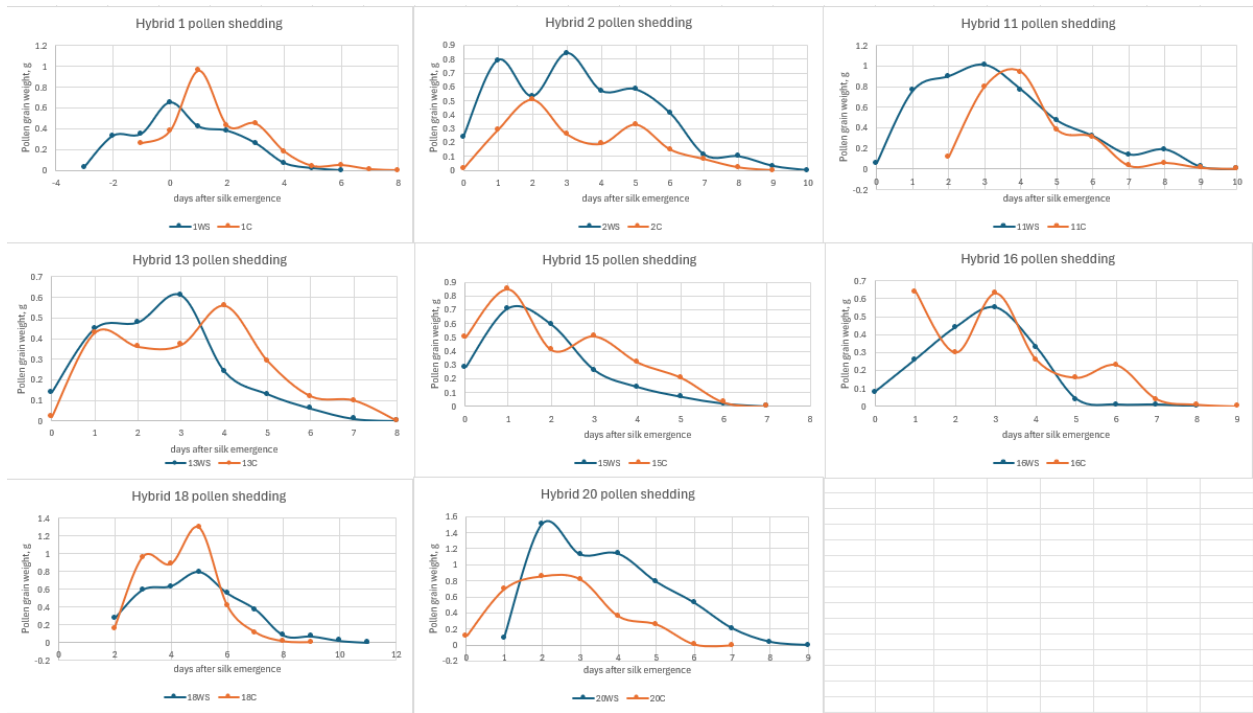 Hybrid 1 pollen shedding
Pollen grain weight, g
1.2
1
0.8
0.6
0.4
0.2
0
-4 -2 0 2 4 6 8
days after silk emergence
1WS 1C
Hybrid 2 pollen shedding
Pollen grain weight, g
0.9
0.8
0.7
0.6
0.5
0.4
0.3
0.2
0.1
0
0 1 2 3 4 5 6 7 8 9 10
days after silk emergence
2WS 2C
Hybrid 11 pollen shedding
Pollen grain weight, g
1.2
1
0.8
0.6
0.4
0.2
0
-0.2
0 1 2 3 4 5 6 7 8 9 10
days after silk emergence
11WS 11C
Hybrid 13 pollen shedding
Pollen grain weight, g
0.7
0.6
0.5
0.4
0.3
0.2
0.1
0
0 1 2 3 4 5 6 7 8
days after silk emergence
13WS 13C
Hybrid 15 pollen shedding
Pollen grain weight, g
0.9
0.8
0.7
0.6
0.5
0.4
0.3
0.2
0.1
0
0 1 2 3 4 5 6 7 8
days after silk emergence
15WS 15C
Hybrid 16 pollen shedding
Pollen grain weight, g
0.7
0.6
0.5
0.4
0.3
0.2
0.1
0
0 1 2 3 4 5 6 7 8 9
days after silk emergence
16WS 16C
Hybrid 18 pollen shedding
Pollen grain weight, g
1.4
1.2
1
0.8
0.6
0.4
0.2
0
-0.2
0 2 4 6 8 10 12
days after silk emergence
18WS 18C
Hybrid 20 pollen shedding
Pollen grain weight, g
1.6
1.4
1.2
1
0.8
0.6
0.4
0.2
0
-0.2
0 1 2 3 4 5 6 7 8 9
days after silk emergence
20WS 20C